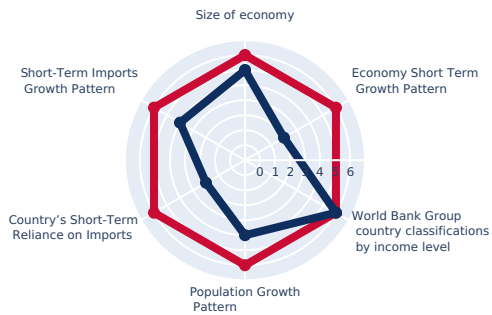 Size of economy
Short-Term Imports
Growth Pattern
Economy Short Term
Growth Pattern
0 1 2 3 4 5 6
Country’s Short-Term
Reliance on Imports
World Bank Group
country classifications
by income level
Population Growth
Pattern